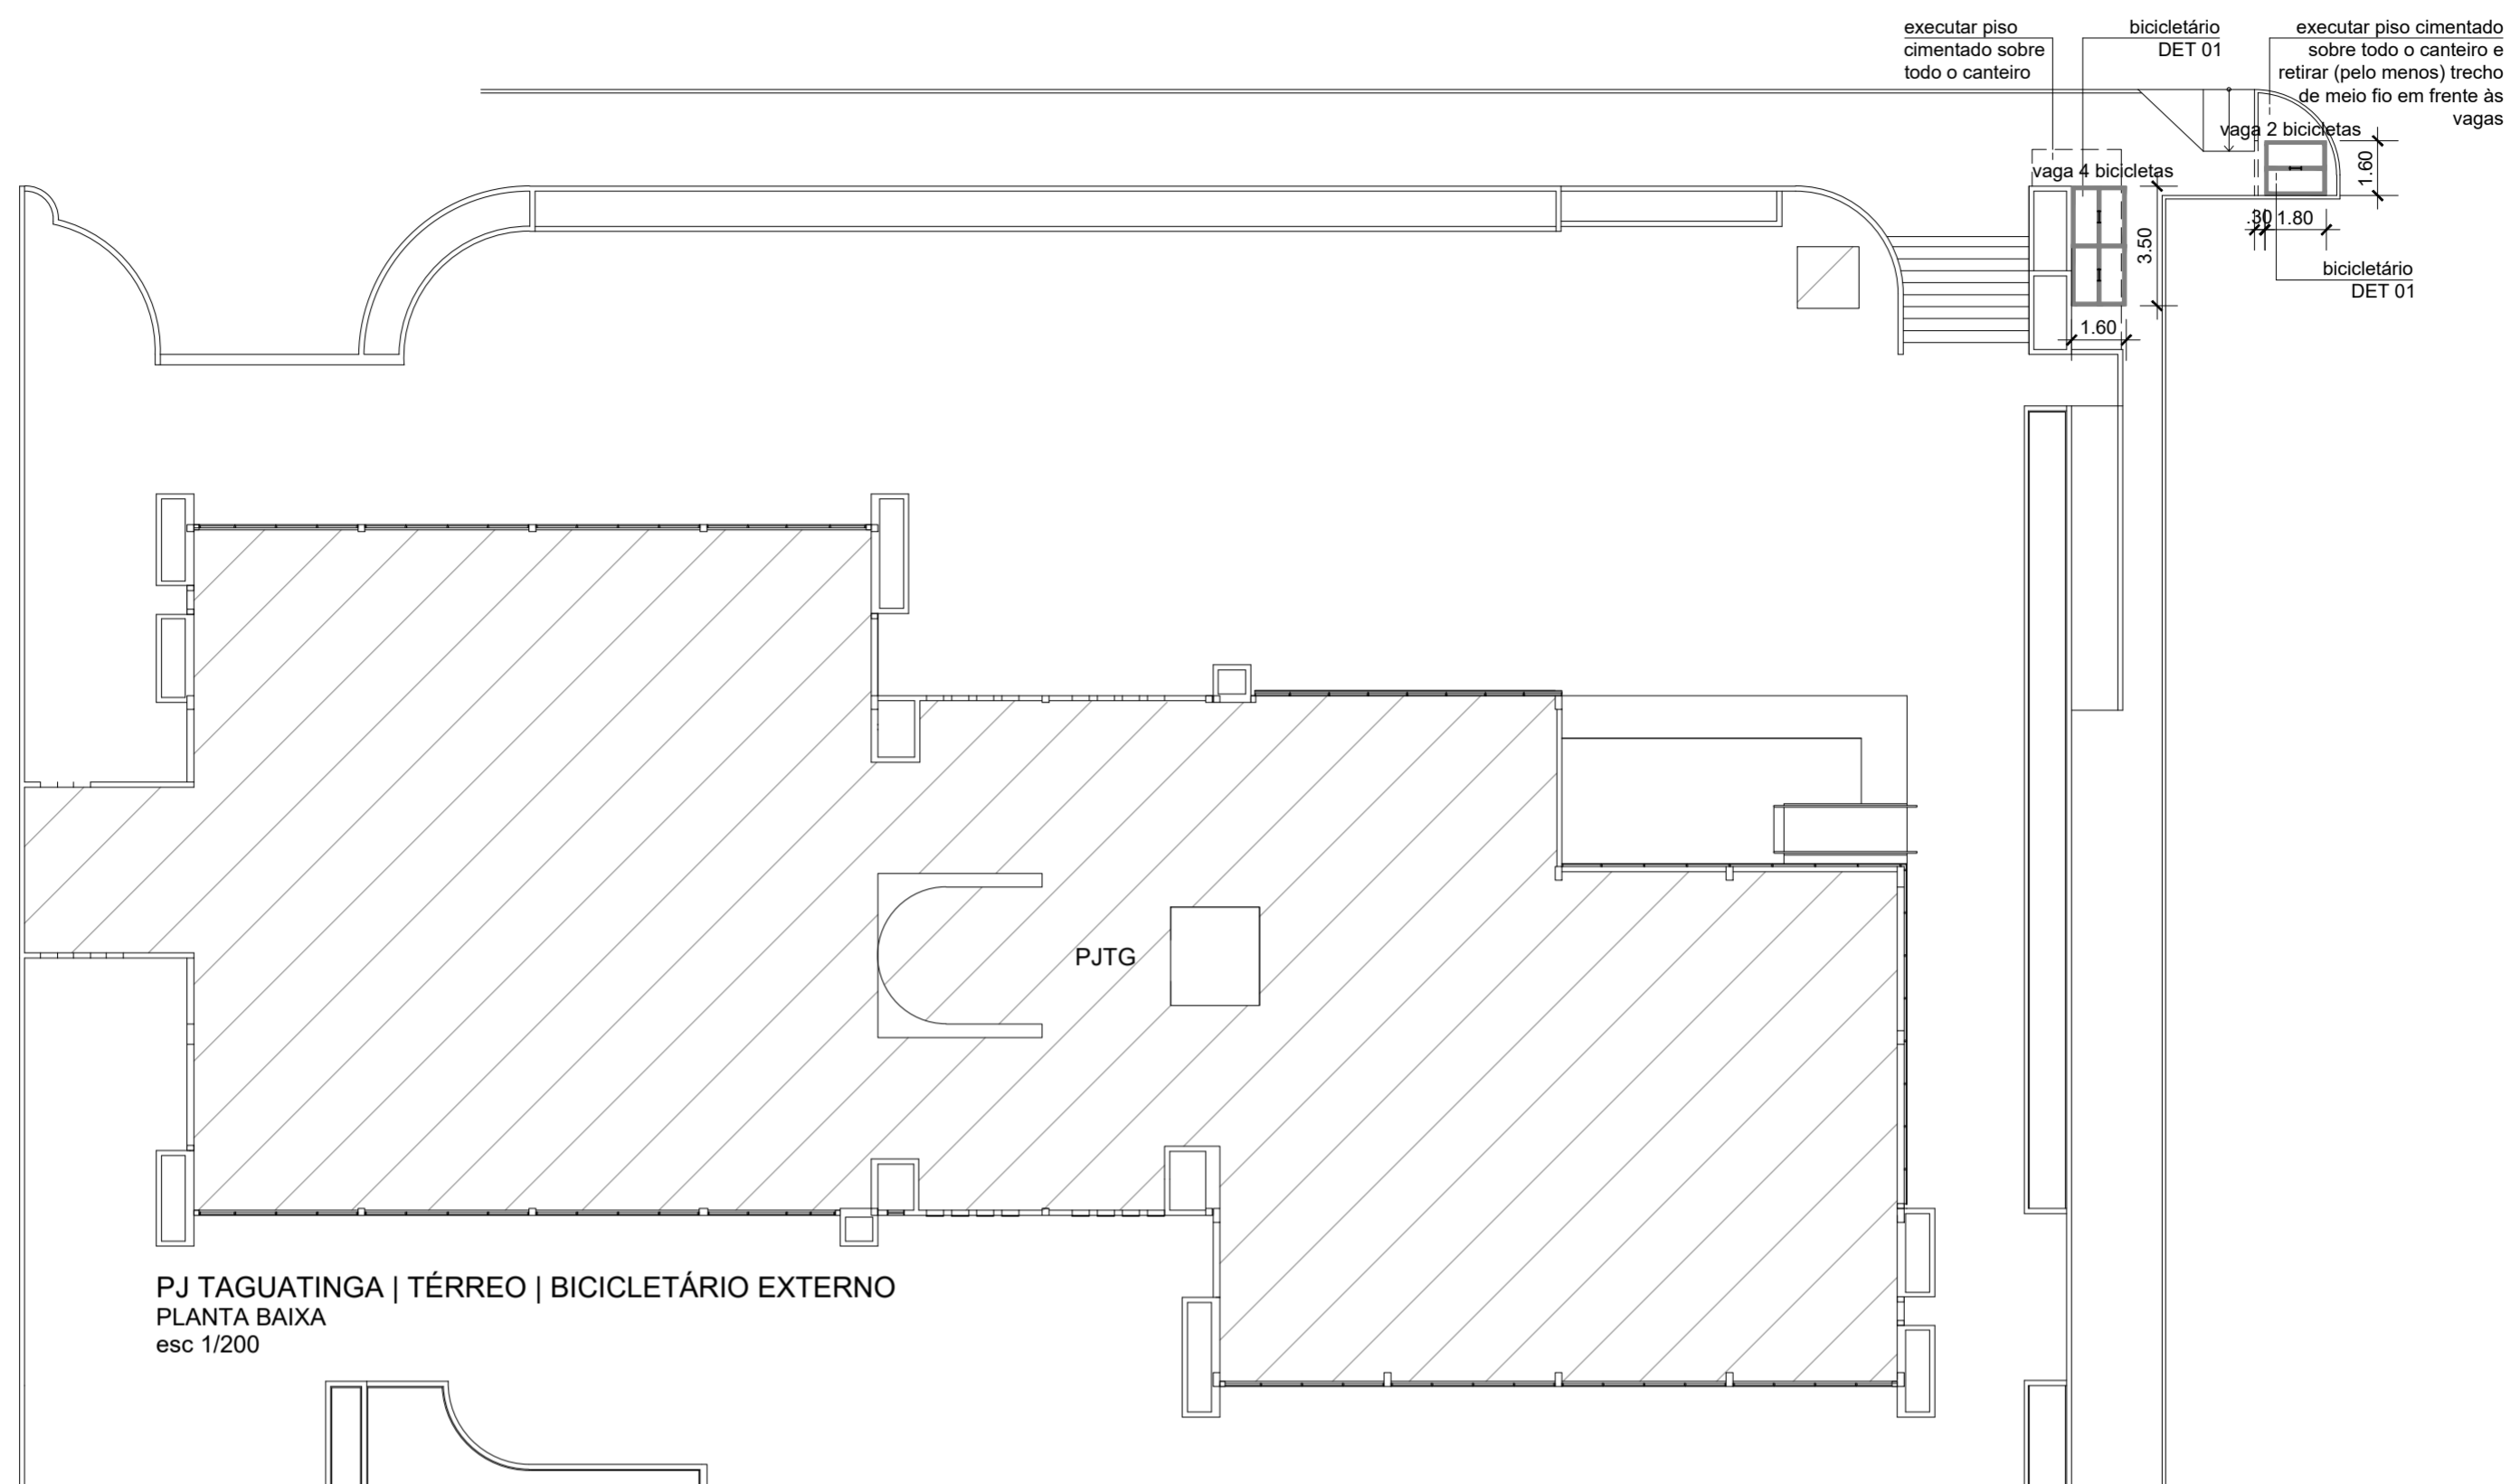 executar piso
cimentado sobre
todo o canteiro
bicicletário
DET 01
executar piso cimentado
sobre todo o canteiro e
retirar (pelo menos) trecho
de meio fio em frente às
vagas
vaga 2 bicicletas
1.60
vaga 4 bicicletas
.30
1.80
3.50
bicicletário
DET 01
1.60
PJTG
PJ TAGUATINGA | TÉRREO | BICICLETÁRIO EXTERNO
PLANTA BAIXA
esc 1/200